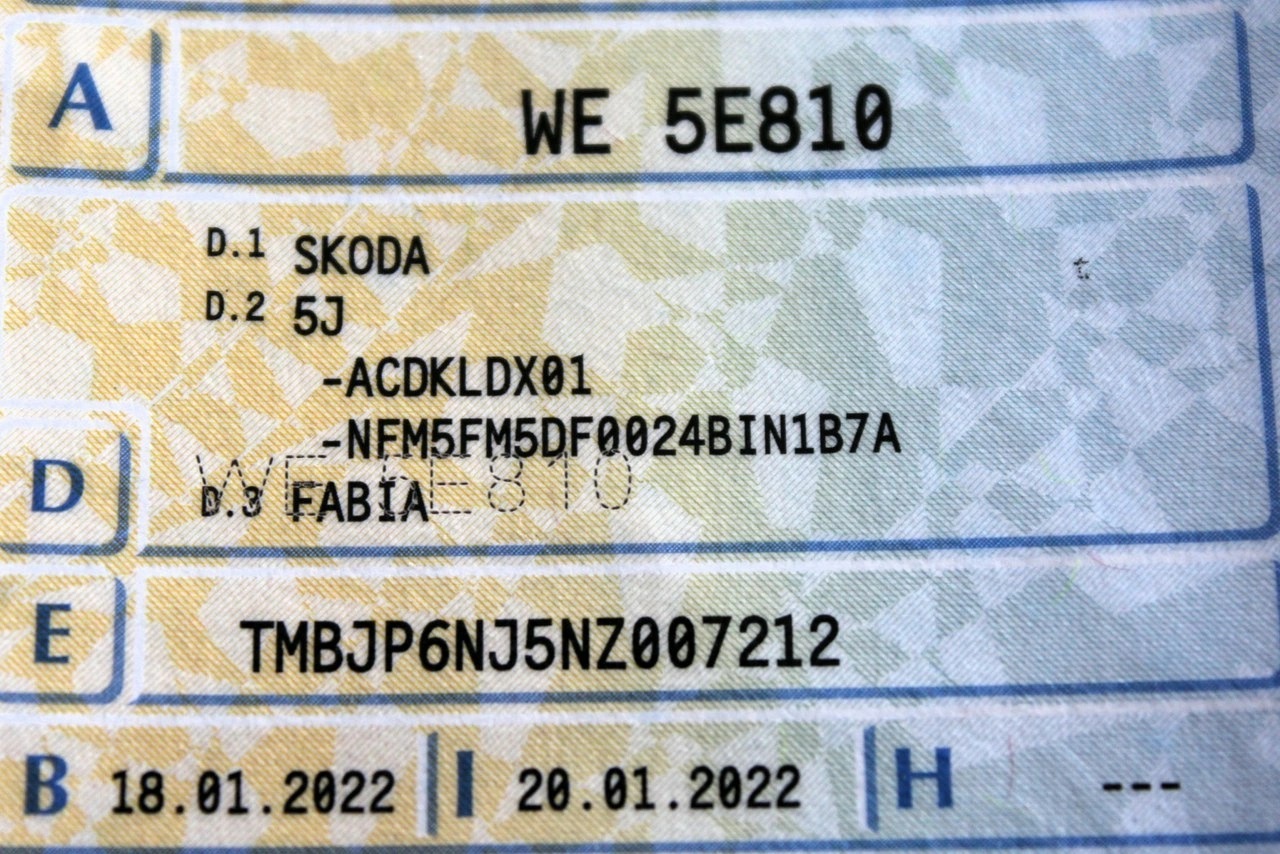 A WE 5E810
D.1 SKODA
D.2 5J
-ACDKLDX01
-NFM5FM5DF0024BIN1B7A
WE 5E810
D D.3 FABIA
E TMBJP6NJ5NZ007212
B 18.01.2022 I 20.01.2022 H ---